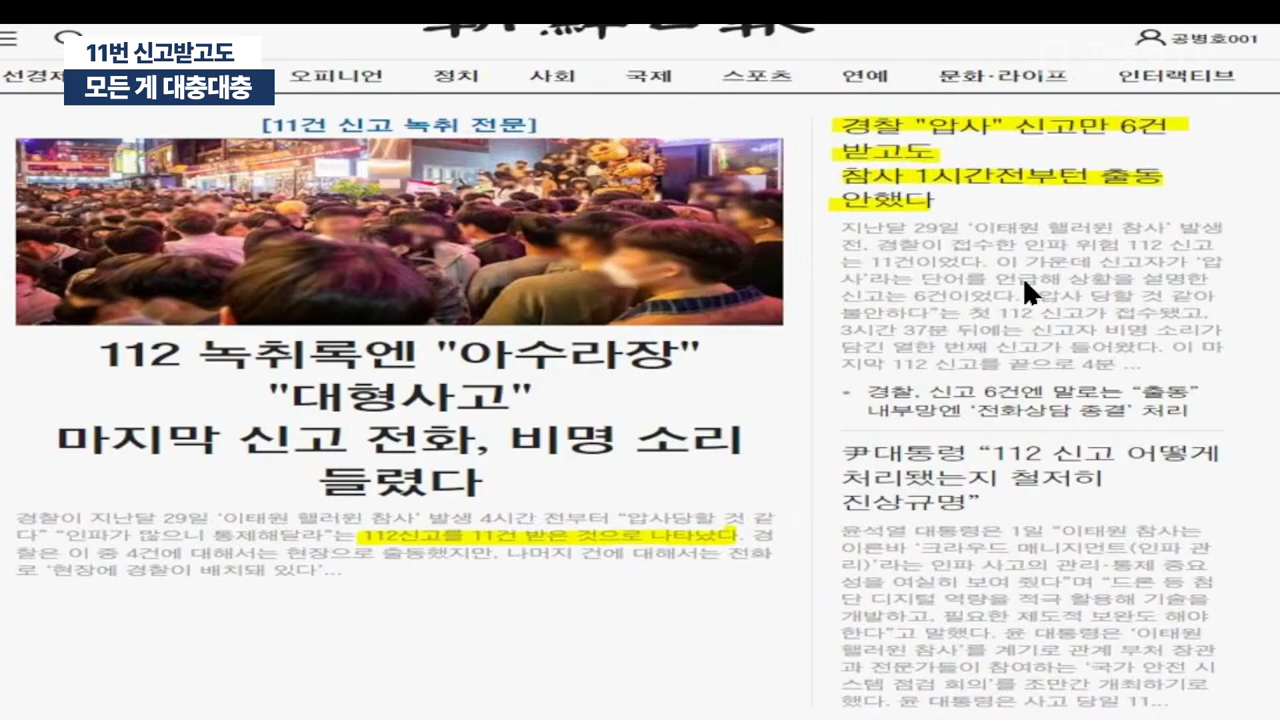 11번 신고받고도
모든 게 대충대충
朝鮮日報
공병호001
선경제
오피니언
정치
사회
국제
스포츠
연예
문화·라이프
인터랙티브
[11건 신고 녹취 전문]
112 녹취록엔 "아수라장"
"대형사고"
마지막 신고 전화, 비명 소리
들렸다
경찰이 지난달 29일 ‘이태원 핼러윈 참사’ 발생 4시간 전부터 “압사당할 것 같
다” “인파가 많으니 통제해달라”는 112신고를 11건 받은 것으로 나타났다. 경
찰은 이 중 4건에 대해서는 현장으로 출동했지만, 나머지 건에 대해서는 전화
로 ‘현장에 경찰이 배치돼 있다’...
경찰 "압사" 신고만 6건
받고도
참사 1시간전부턴 출동
안했다
지난달 29일 ‘이태원 핼러윈 참사’ 발생
전, 경찰이 접수한 인파 위험 112 신고
는 11건이었다. 이 가운데 신고자가 ‘압
사’라는 단어를 언급해 상황을 설명한
신고는 6건이었다. 압사 당할 것 같아
불안하다”는 첫 112 신고가 접수됐고,
3시간 37분 뒤에는 신고자 비명 소리가
담긴 열한 번째 신고가 들어왔다. 이 마
지막 112 신고를 끝으로 4분 ...
• 경찰, 신고 6건엔 말로는 “출동”
내부망엔 ‘전화상담 종결’ 처리
尹대통령 “112 신고 어떻게
처리됐는지 철저히
진상규명”
윤석열 대통령은 1일 “이태원 참사는
이른바 ‘크라우드 매니지먼트(인파 관
리)’라는 인파 사고의 관리·통제 중요
성을 여실히 보여 줬다”며 “드론 등 첨
단 디지털 역량을 적극 활용해 기술을
개발하고, 필요한 제도적 보완도 해야
한다”고 말했다. 윤 대통령은 ‘이태원
핼러윈 참사’를 계기로 관계 부처 장관
과 전문가들이 참여하는 ‘국가 안전 시
스템 점검 회의’를 조만간 개최하기로
했다. 윤 대통령은 사고 당일 11...